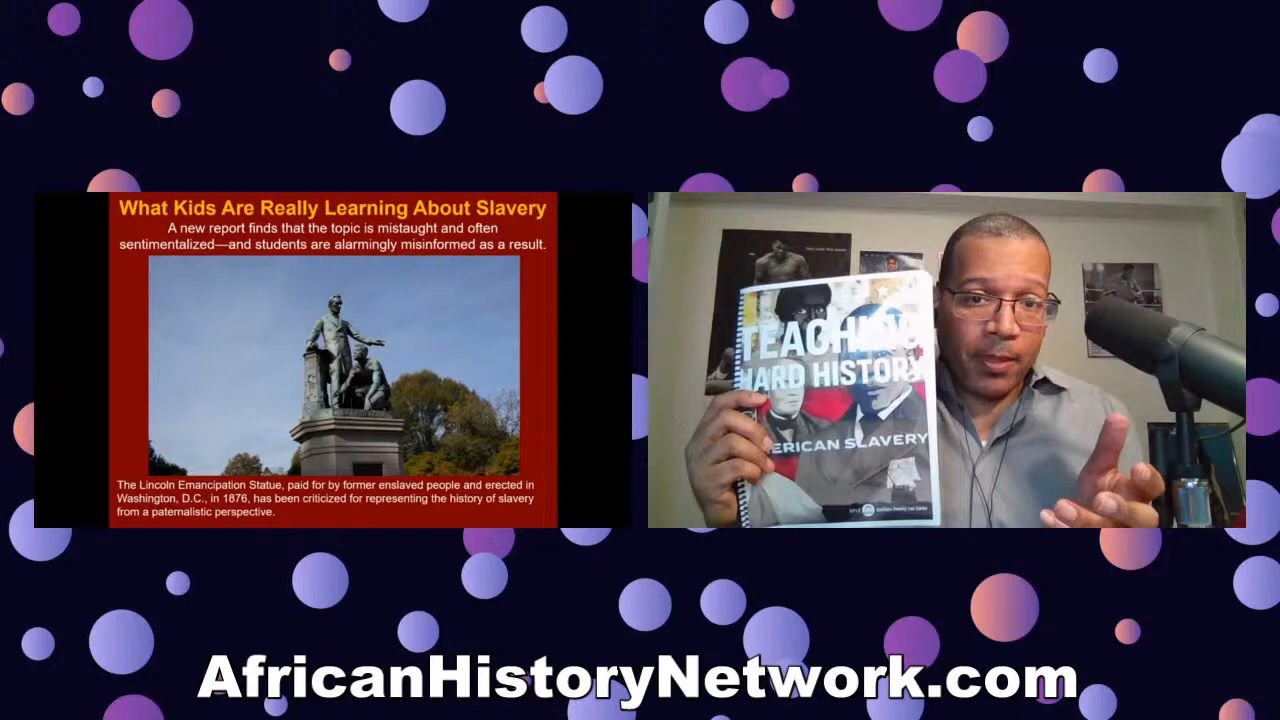 What Kids Are Really Learning About Slavery
A new report finds that the topic is mistaught and often
sentimentalized—and students are alarmingly misinformed as a result.
The Lincoln Emancipation Statue, paid for by former enslaved people and erected in
Washington, D.C., in 1876, has been criticized for representing the history of slavery
from a paternalistic perspective.
TEACHING
HARD HISTORY
AMERICAN SLAVERY
AfricanHistoryNetwork.com